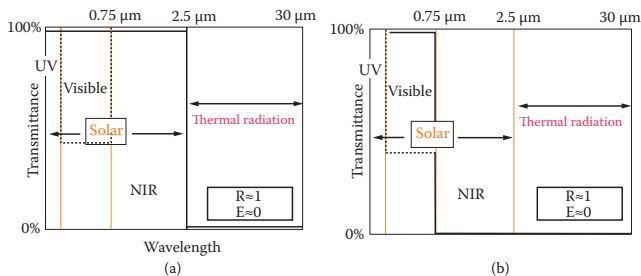 0.75 µm 2.5 µm 30 µm
100%
UV
Visible
Solar
Thermal radiation
Transmittance
NIR
R≈1
E≈0
0%
Wavelength
(a)
0.75 µm 2.5 µm 30 µm
100%
UV
Visible
Solar
Thermal radiation
Transmittance
NIR
R≈1
E≈0
0%
(b)